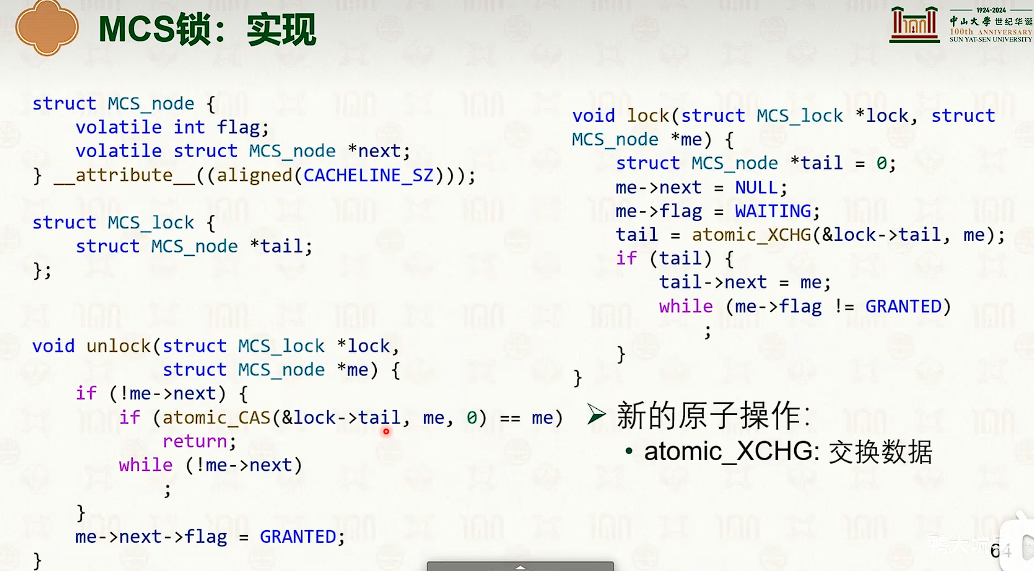 MCS锁：实现
1924-2024
中山大學 世纪华诞
100th ANNIVERSARY
SUN YAT-SEN UNIVERSITY
struct MCS_node {
    volatile int flag;
    volatile struct MCS_node *next;
} __attribute__((aligned(CACHELINE_SZ)));
struct MCS_lock {
    struct MCS_node *tail;
};
void unlock(struct MCS_lock *lock,
            struct MCS_node *me) {
    if (!me->next) {
        if (atomic_CAS(&lock->tail, me, 0) == me)
            return;
        while (!me->next)
            ;
    }
    me->next->flag = GRANTED;
}
void lock(struct MCS_lock *lock, struct
MCS_node *me) {
    struct MCS_node *tail = 0;
    me->next = NULL;
    me->flag = WAITING;
    tail = atomic_XCHG(&lock->tail, me);
    if (tail) {
        tail->next = me;
        while (me->flag != GRANTED)
            ;
    }
}
➢ 新的原子操作：
• atomic_XCHG: 交换数据
64